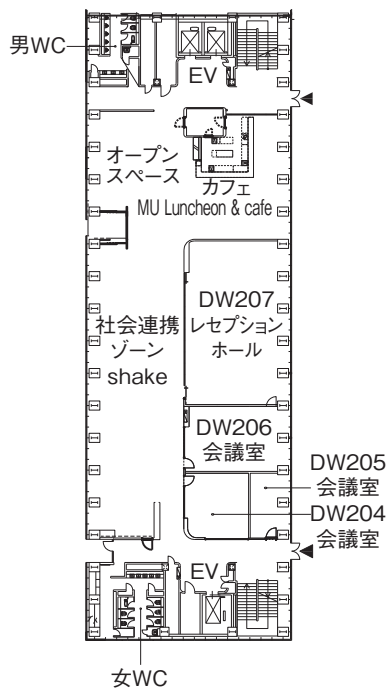 男WC
EV
オープン
スペース
カフェ
MU Luncheon & cafe
社会連携
ゾーン
shake
DW207
レセプション
ホール
DW206
会議室
DW205
会議室
DW204
会議室
EV
女WC